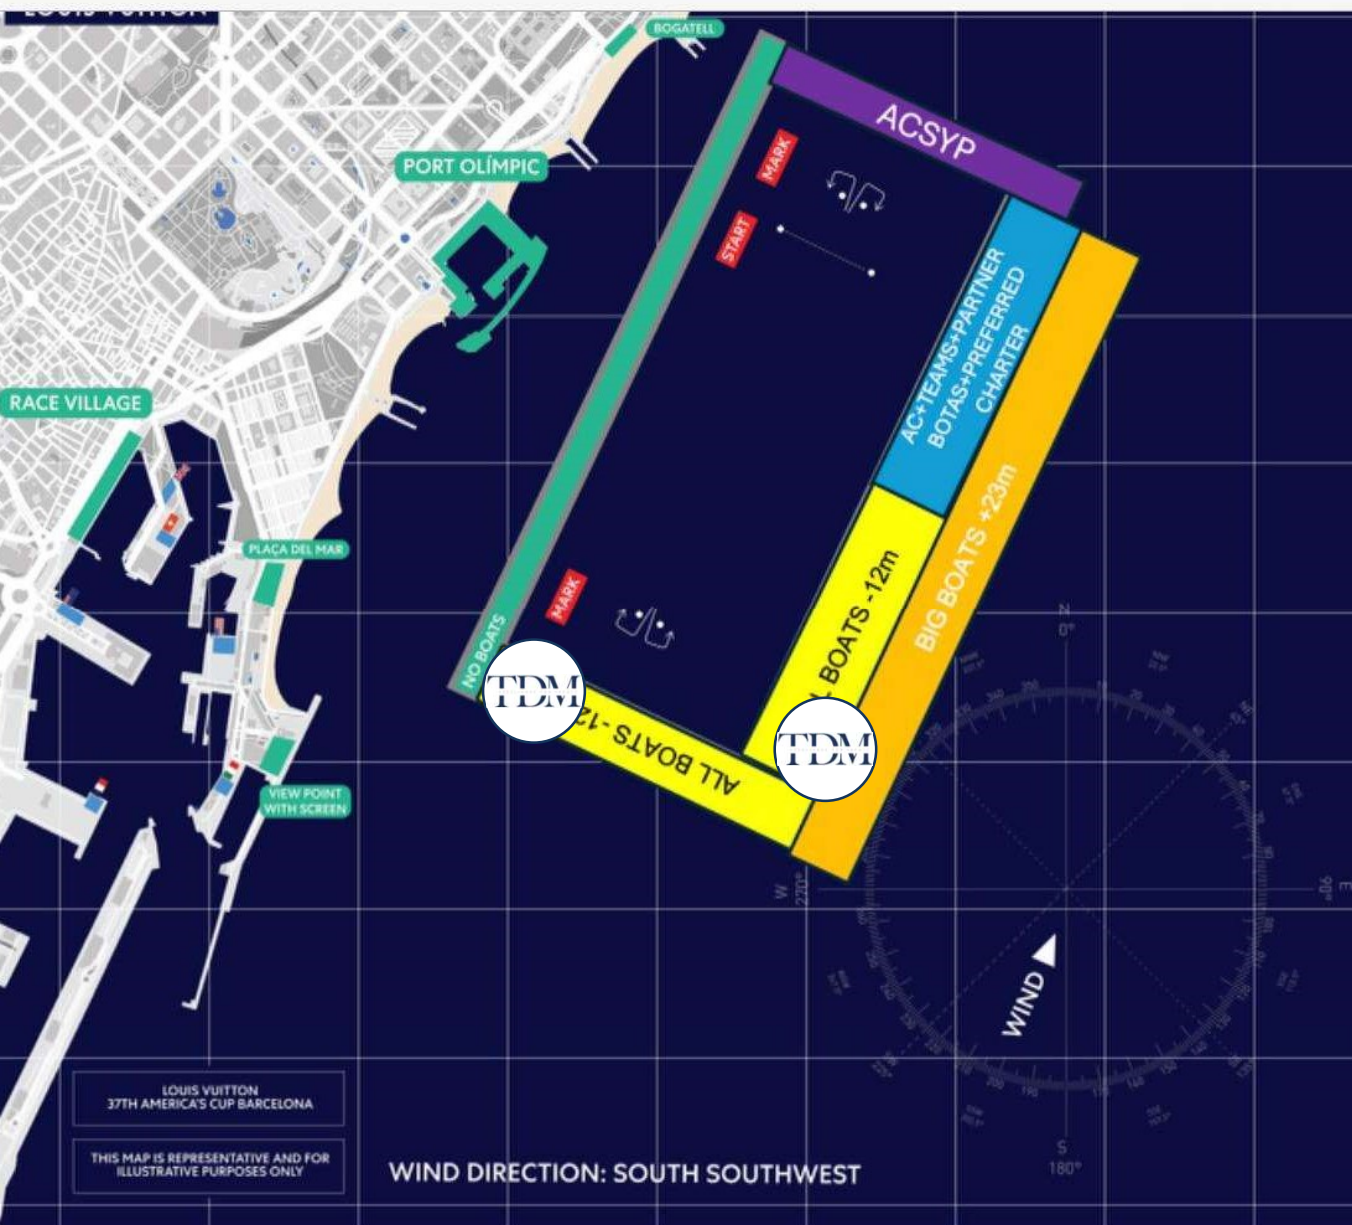 LOUIS VUITTON
BOGATELL
ACSYP
MARK
PORT OLÍMPIC
START
AC+TEAMS+PARTNER
BOTAS+PREFERRED
CHARTER
RACE VILLAGE
BIG BOATS +23m
PLAÇA DEL MAR
BOATS -12m
MARK
NO BOATS
N
0°
TDM
ALL BOATS -12
TDM
VIEW POINT
WITH SCREEN
W
270°
WIND
S
180°
LOUIS VUITTON
37TH AMERICA'S CUP BARCELONA
THIS MAP IS REPRESENTATIVE AND FOR
ILLUSTRATIVE PURPOSES ONLY
WIND DIRECTION: SOUTH SOUTHWEST